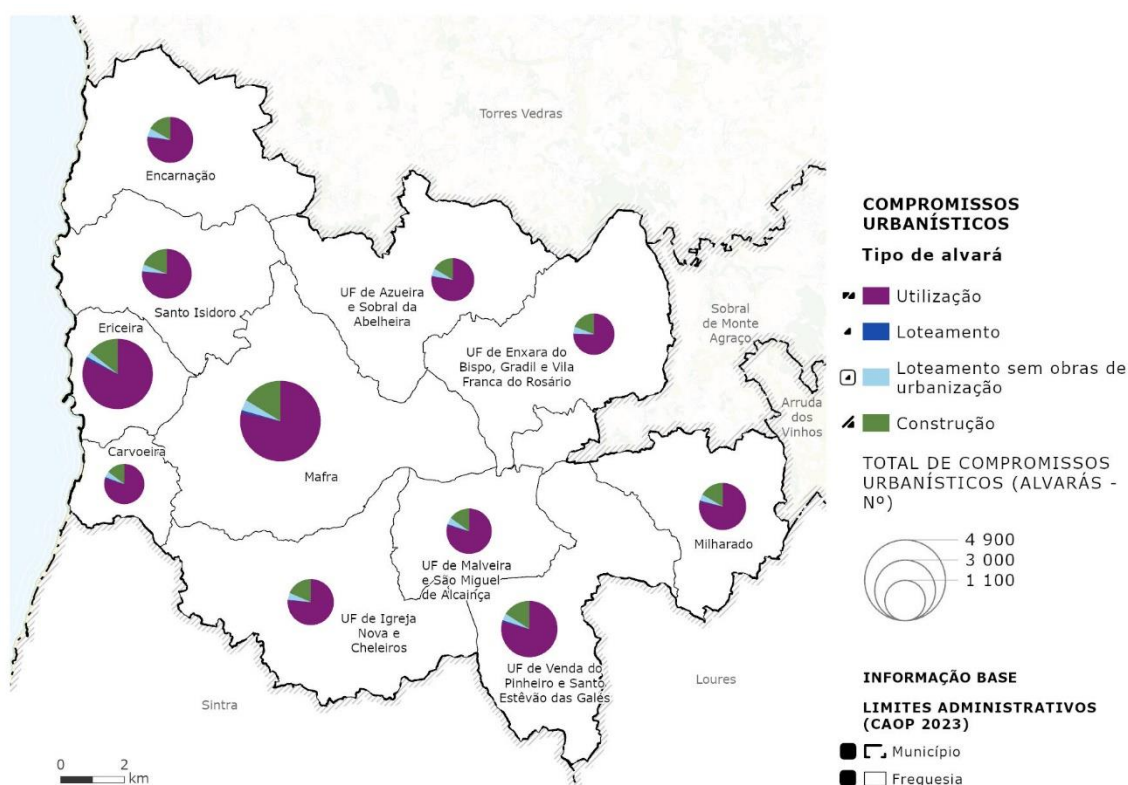 Torres Vedras
Encarnação
Santo Isidoro
UF de Azueira
e Sobral da
Abelheira
Ericeira
UF de Enxara do
Bispo, Gradil e Vila
Franca do Rosário
Sobral
de Monte
Agraço
Arruda
dos
Vinhos
Carvoeira
Mafra
Milharado
UF de Malveira
e São Miguel
de Alcainça
UF de Igreja
Nova e
Cheleiros
UF de Venda do
Pinheiro e Santo
Estêvão das Galés
Loures
Sintra
0 2
km
COMPROMISSOS
URBANÍSTICOS
Tipo de alvará
Utilização
Loteamento
Loteamento sem obras de
urbanização
Construção
TOTAL DE COMPROMISSOS
URBANÍSTICOS (ALVARÁS -
Nº)
4 900
3 000
1 100
INFORMAÇÃO BASE
LIMITES ADMINISTRATIVOS
(CAOP 2023)
Município
Freguesia